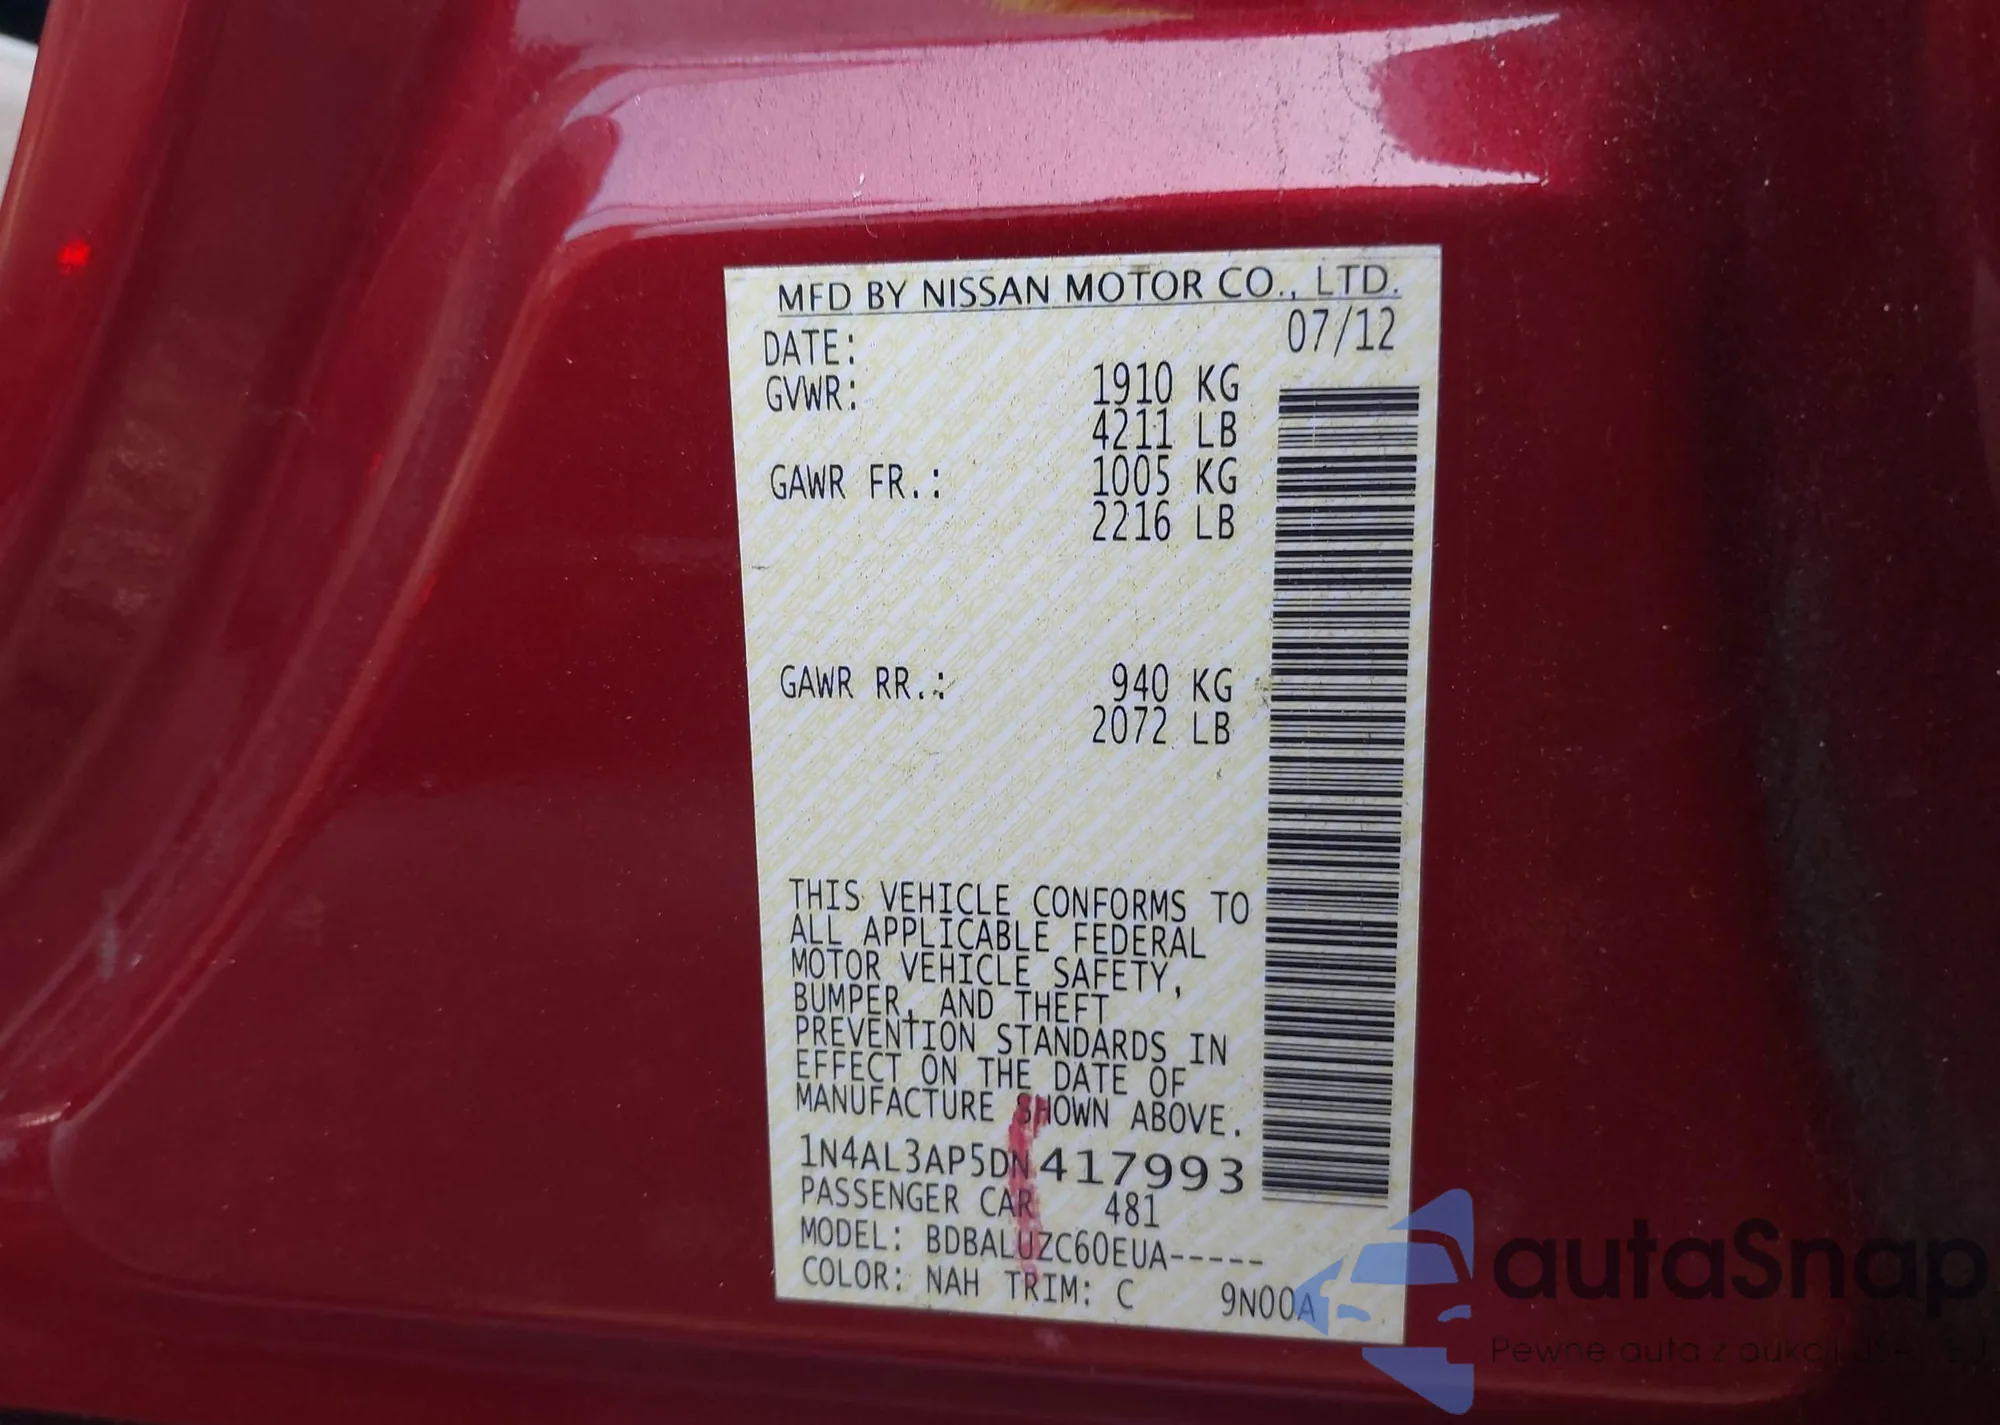 MFD BY NISSAN MOTOR CO., LTD.
DATE: 07/12
GVWR: 1910 KG
4211 LB
GAWR FR.: 1005 KG
2216 LB
GAWR RR.: 940 KG
2072 LB
THIS VEHICLE CONFORMS TO
ALL APPLICABLE FEDERAL
MOTOR VEHICLE SAFETY,
BUMPER, AND THEFT
PREVENTION STANDARDS IN
EFFECT ON THE DATE OF
MANUFACTURE SHOWN ABOVE.
1N4AL3AP5DN417993
PASSENGER CAR 481
MODEL: BDBALUZC60EUA-----
COLOR: NAH TRIM: C 9N00A
autaSnap
Pewne auta z aukcji